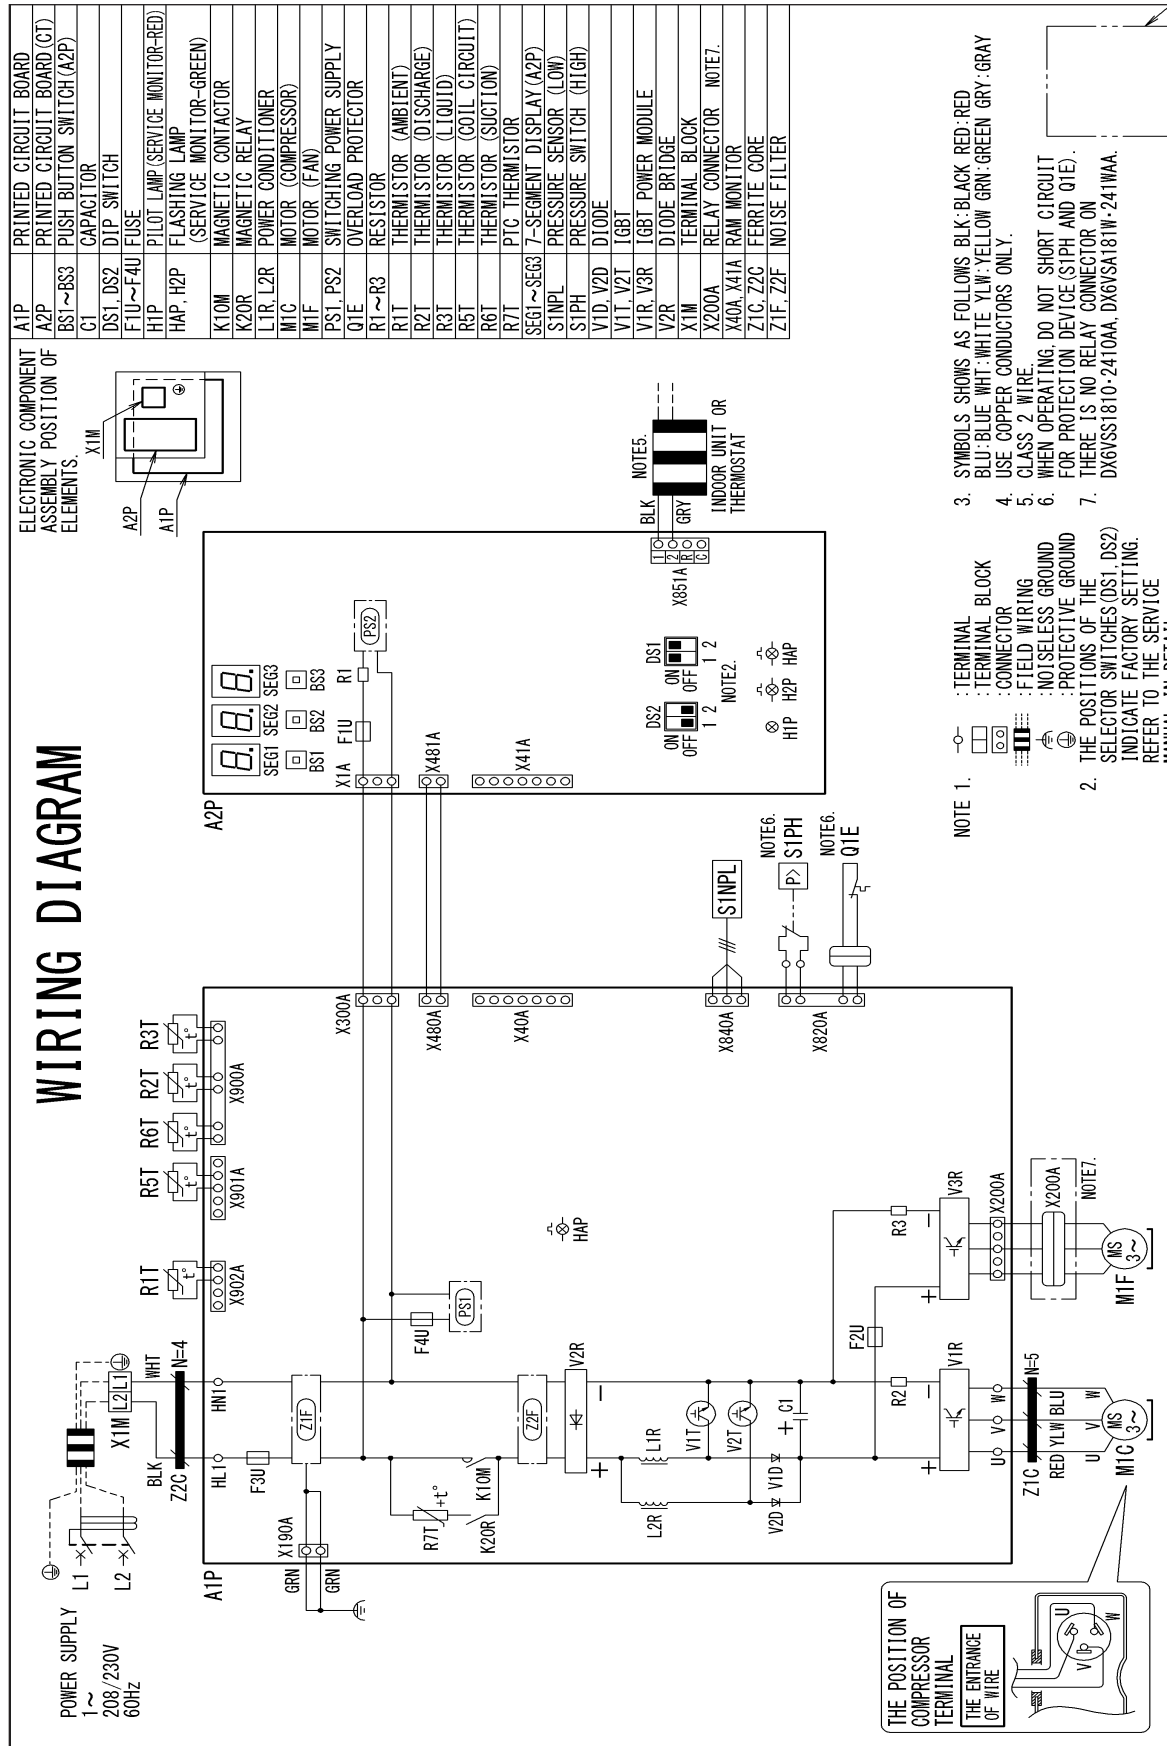 WIRING DIAGRAM
POWER SUPPLY
1~
208/230V
60Hz
L1
L2
X1M
L2
L1
BLK
WHT
Z2C
N=4
HL1
HN1
A1P
F3U
Z1F
X190A
GRN
GRN
R7T
+t°
K10M
K20R
Z2F
V2R
+
−
F4U
PS1
L1R
L2R
V1T
V2T
V1D
V2D
+
C1
R2
F2U
R3
+
−
V1R
+
−
V3R
U
V
W
X200A
Z1C
N=5
RED
YLW
BLU
X200A
NOTE7.
U
V
W
MS
3~
M1C
MS
3~
M1F
HAP
R1T
t°
X902A
R5T
t°
X901A
R6T
t°
R2T
t°
R3T
t°
X900A
X300A
X480A
X40A
X840A
X820A
S1NPL
NOTE6.
S1PH
P>
NOTE6.
Q1E
A2P
SEG1
SEG2
SEG3
BS1
BS2
BS3
X1A
F1U
R1
PS2
X481A
X41A
DS2
ON
OFF
1 2
DS1
ON
OFF
1 2
NOTE2.
H1P
H2P
HAP
X851A
1
2
R
C
BLK
GRY
NOTE5.
INDOOR UNIT OR
THERMOSTAT
ELECTRONIC COMPONENT
ASSEMBLY POSITION OF
ELEMENTS.
A2P
X1M
A1P
A1P PRINTED CIRCUIT BOARD
A2P PRINTED CIRCUIT BOARD(CT)
BS1~BS3 PUSH BUTTON SWITCH(A2P)
C1 CAPACITOR
DS1, DS2 DIP SWITCH
F1U~F4U FUSE
H1P PILOT LAMP(SERVICE MONITOR-RED)
HAP, H2P FLASHING LAMP
(SERVICE MONITOR-GREEN)
K10M MAGNETIC CONTACTOR
K20R MAGNETIC RELAY
L1R, L2R POWER CONDITIONER
M1C MOTOR (COMPRESSOR)
M1F MOTOR (FAN)
PS1, PS2 SWITCHING POWER SUPPLY
Q1E OVERLOAD PROTECTOR
R1~R3 RESISTOR
R1T THERMISTOR (AMBIENT)
R2T THERMISTOR (DISCHARGE)
R3T THERMISTOR (LIQUID)
R5T THERMISTOR (COIL CIRCUIT)
R6T THERMISTOR (SUCTION)
R7T PTC THERMISTOR
SEG1~SEG3 7-SEGMENT DISPLAY(A2P)
S1NPL PRESSURE SENSOR (LOW)
S1PH PRESSURE SWITCH (HIGH)
V1D, V2D DIODE
V1T, V2T IGBT
V1R, V3R IGBT POWER MODULE
V2R DIODE BRIDGE
X1M TERMINAL BLOCK
X200A RELAY CONNECTOR NOTE7.
X40A, X41A RAM MONITOR
Z1C, Z2C FERRITE CORE
Z1F, Z2F NOISE FILTER
THE POSITION OF
COMPRESSOR
TERMINAL
THE ENTRANCE
OF WIRE
U
V
W
NOTE 1.
:TERMINAL
:TERMINAL BLOCK
:CONNECTOR
:FIELD WIRING
:NOISELESS GROUND
:PROTECTIVE GROUND
2. THE POSITIONS OF THE
SELECTOR SWITCHES(DS1, DS2)
INDICATE FACTORY SETTING.
REFER TO THE SERVICE
MANUAL IN DETAIL.
3. SYMBOLS SHOWS AS FOLLOWS BLK:BLACK RED:RED
BLU:BLUE WHT:WHITE YLW:YELLOW GRN:GREEN GRY:GRAY
4. USE COPPER CONDUCTORS ONLY.
5. CLASS 2 WIRE.
6. WHEN OPERATING, DO NOT SHORT CIRCUIT
FOR PROTECTION DEVICE(S1PH AND Q1E).
7. THERE IS NO RELAY CONNECTOR ON
DX6VSS1810·2410AA, DX6VSA181W·241WAA.